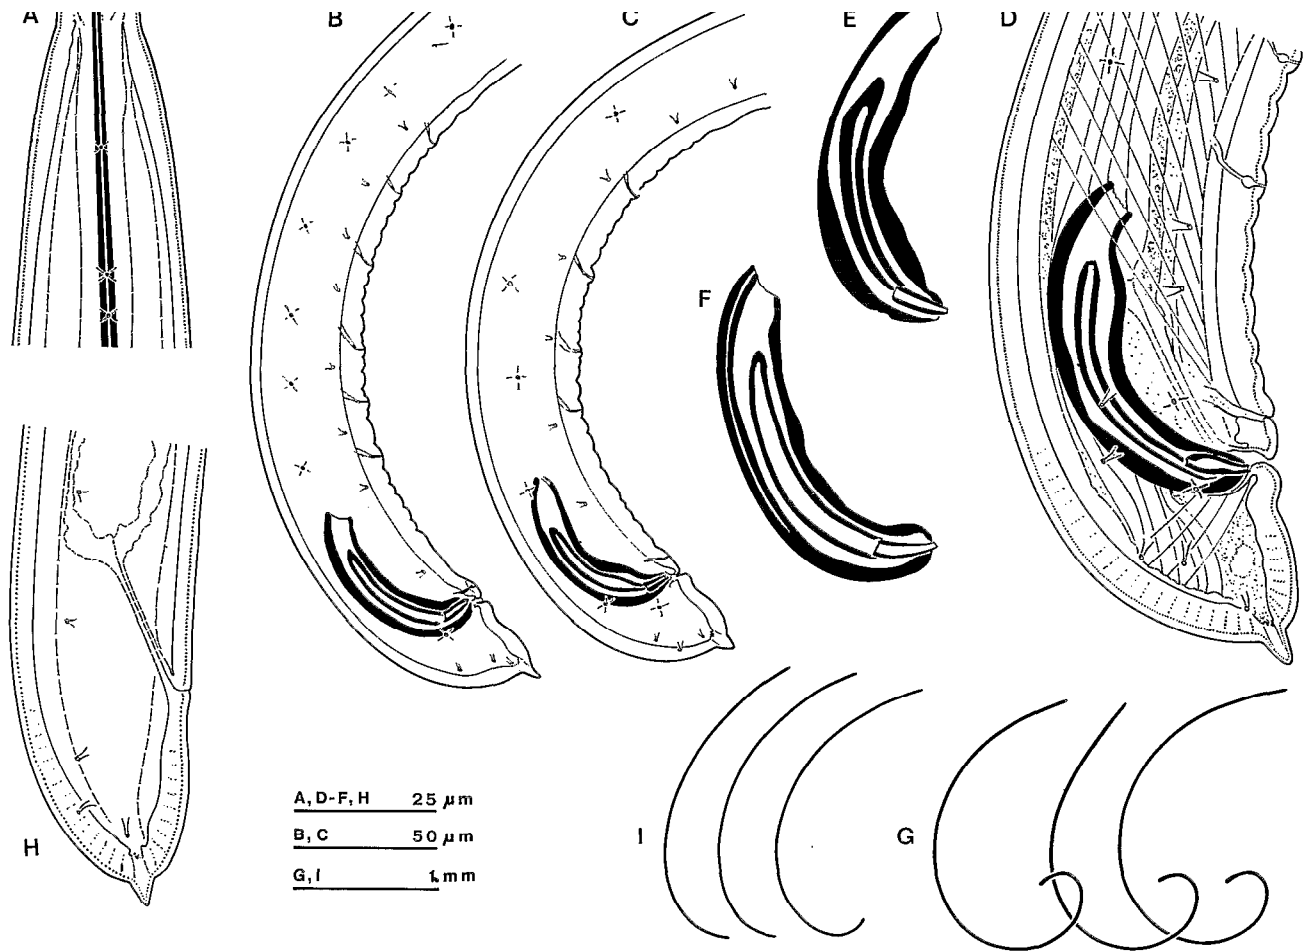 A B C E D
F
H
A, D-F, H 25 µm
B, C 50 µm
G, I 1 mm
I G